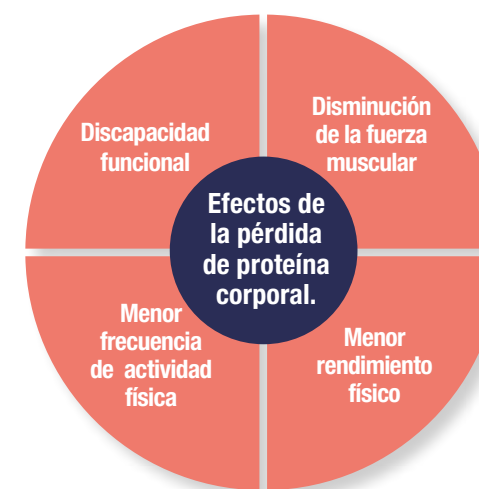 Discapacidad
funcional
Disminución
de la fuerza
muscular
Efectos de
la pérdida
de proteína
corporal.
Menor
frecuencia
de actividad
física
Menor
rendimiento
físico